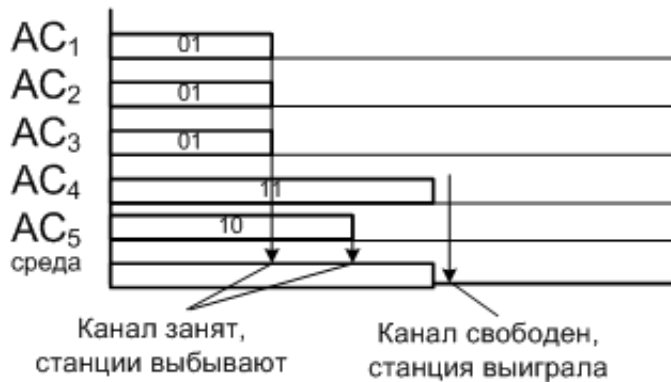 AC1
01
AC2
01
AC3
01
AC4
11
AC5
10
среда
Канал занят,
станции выбывают
Канал свободен,
станция выиграла